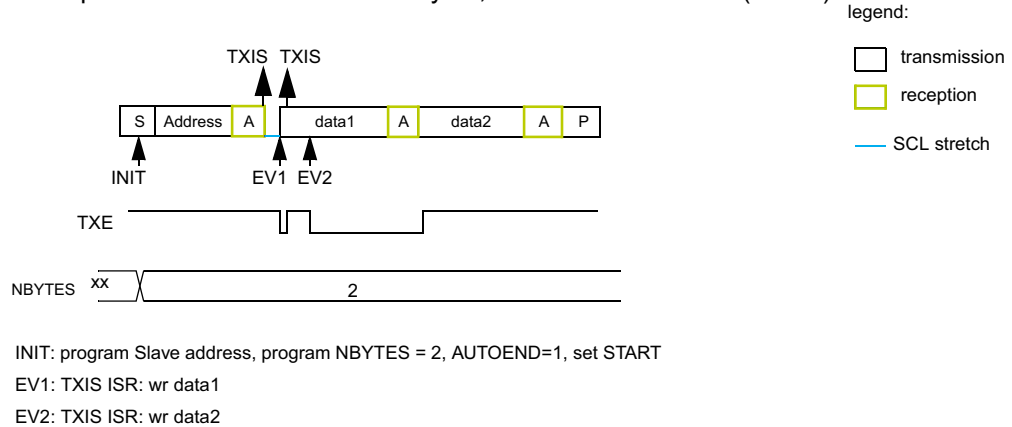 legend:
transmission
reception
SCL stretch
TXIS TXIS
S Address A data1 A data2 A P
INIT EV1 EV2
TXE
NBYTES xx 2
INIT: program Slave address, program NBYTES = 2, AUTOEND=1, set START
EV1: TXIS ISR: wr data1
EV2: TXIS ISR: wr data2